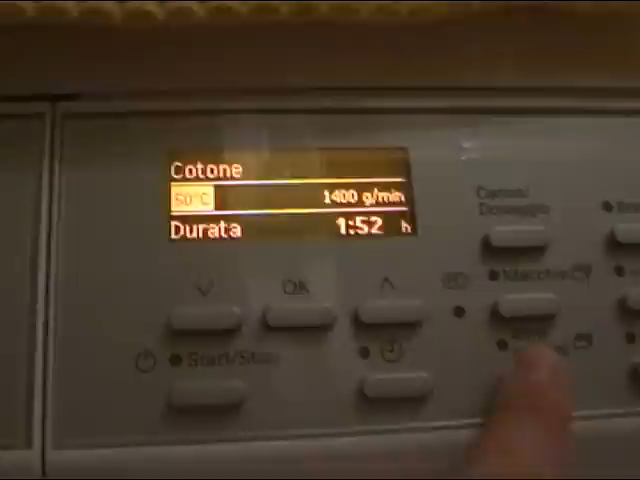 Cotone
60°C 1400 g/min
Durata 1:52 h
Carico/
Dosaggio
Macchie
OK
Start/Stop